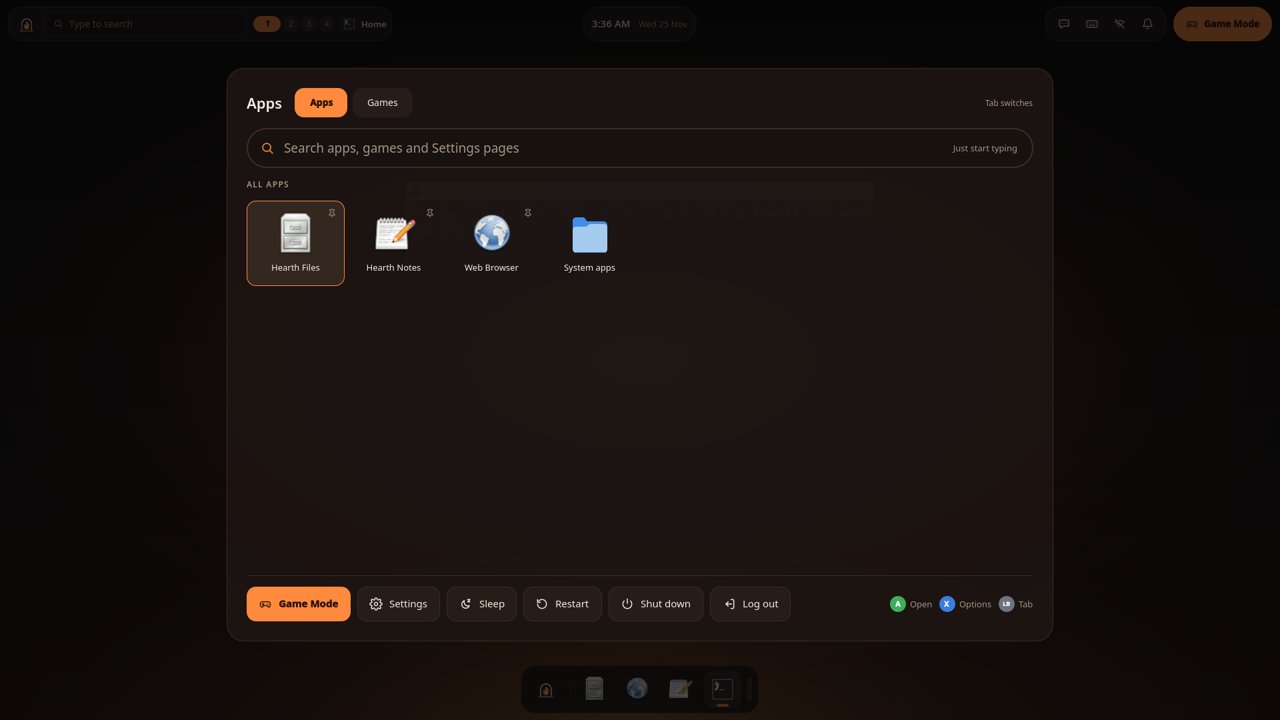 Type to search
1 2 3 4
Home
3:36 AM Wed 25 Nov
Game Mode
Apps
Apps
Games
Tab switches
Search apps, games and Settings pages
Just start typing
ALL APPS
Hearth Files
Hearth Notes
Web Browser
System apps
Game Mode
Settings
Sleep
Restart
Shut down
Log out
A Open
X Options
LB Tab